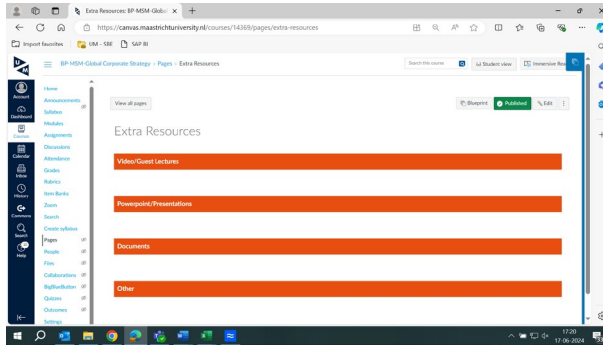 Extra Resources: BP-MSM-Global
https://canvas.maastrichtuniversity.nl/courses/14369/pages/extra-resources
Import favourites
UM - SBE
SAP BI
BP-MSM-Global Corporate Strategy > Pages > Extra Resources
Search this course
Student view
Immersive Rea
Account
Dashboard
Courses
Calendar
Inbox
History
Commons
Search
Help
Home
Announcements
Syllabus
Modules
Assignments
Discussions
Attendance
Grades
Rubrics
Item Banks
Zoom
Search
Create syllabus
Pages
People
Files
Collaborations
BigBlueButton
Quizzes
Outcomes
Settings
View all pages
Blueprint
Published
Edit
Extra Resources
Video/Guest Lectures
Powerpoint/Presentations
Documents
Other
17:20
17-06-2024